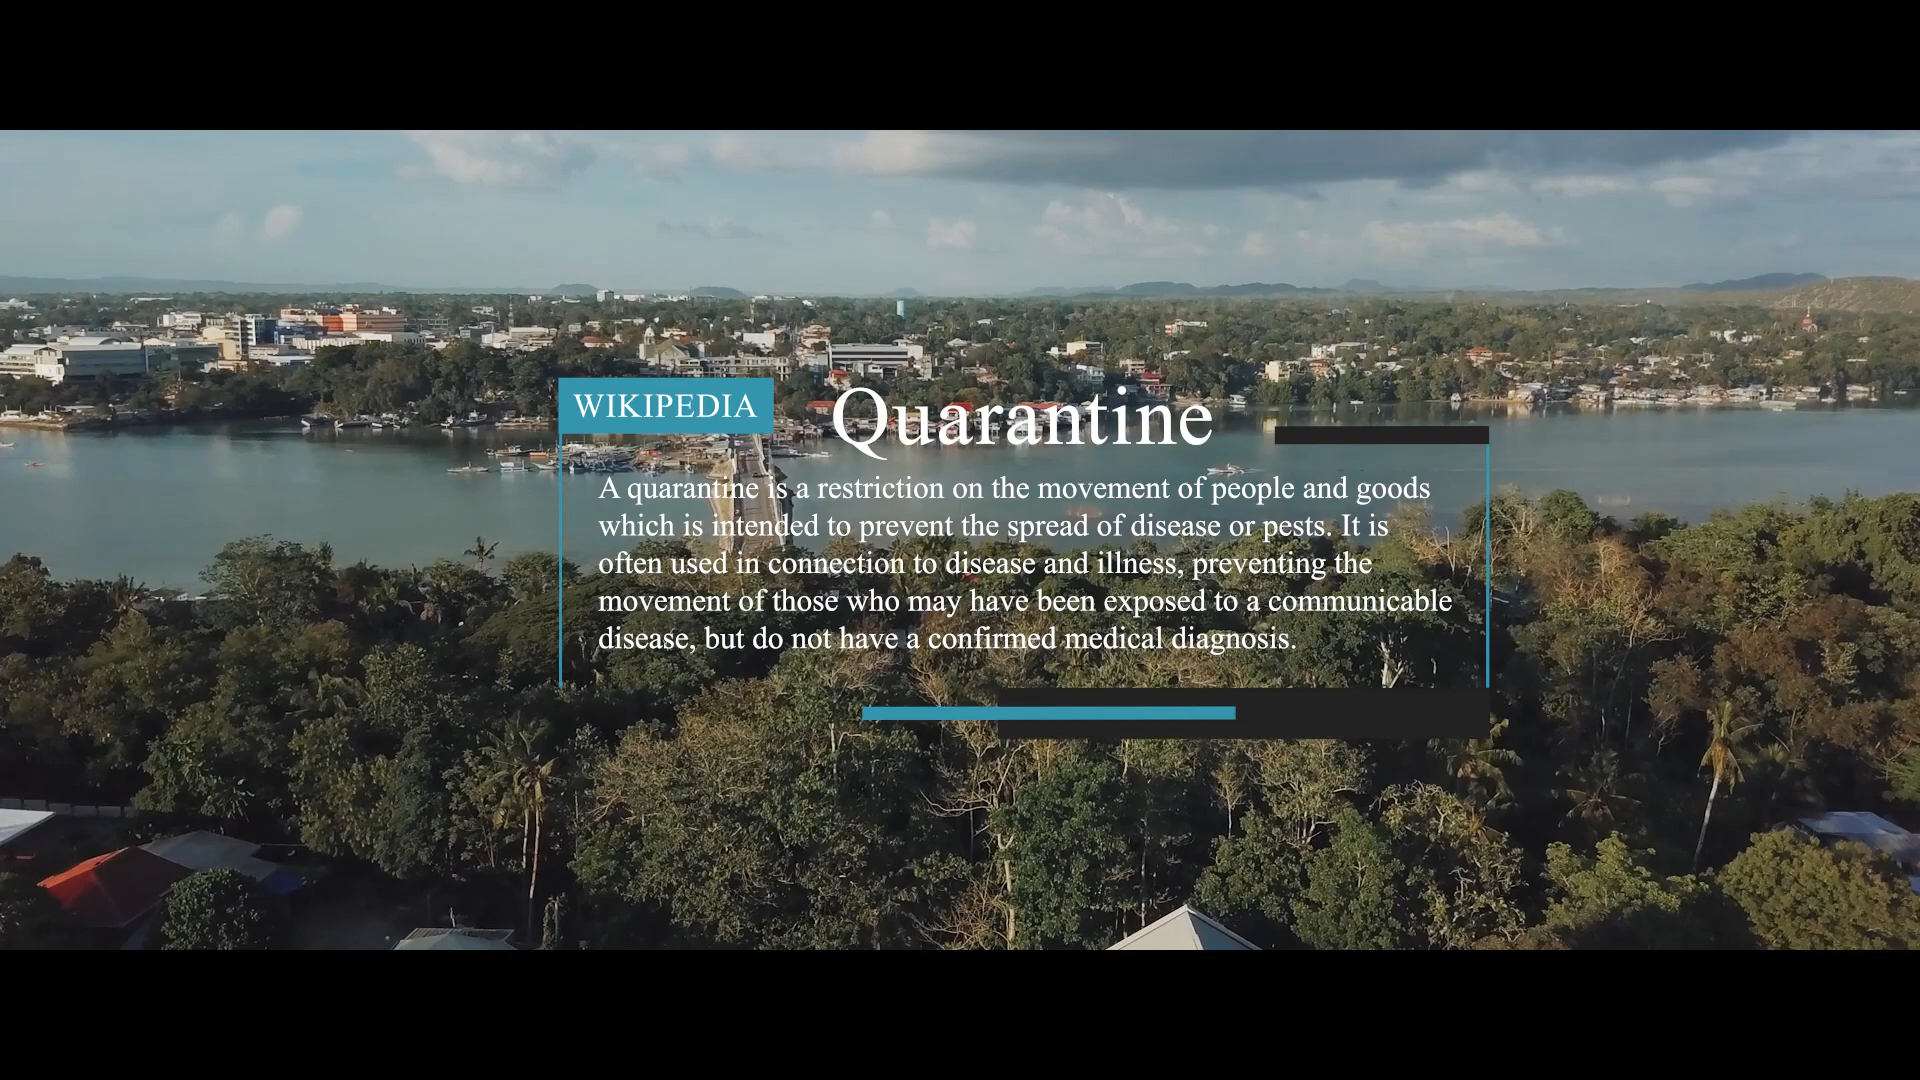 WIKIPEDIA
Quarantine
A quarantine is a restriction on the movement of people and goods
which is intended to prevent the spread of disease or pests. It is
often used in connection to disease and illness, preventing the
movement of those who may have been exposed to a communicable
disease, but do not have a confirmed medical diagnosis.